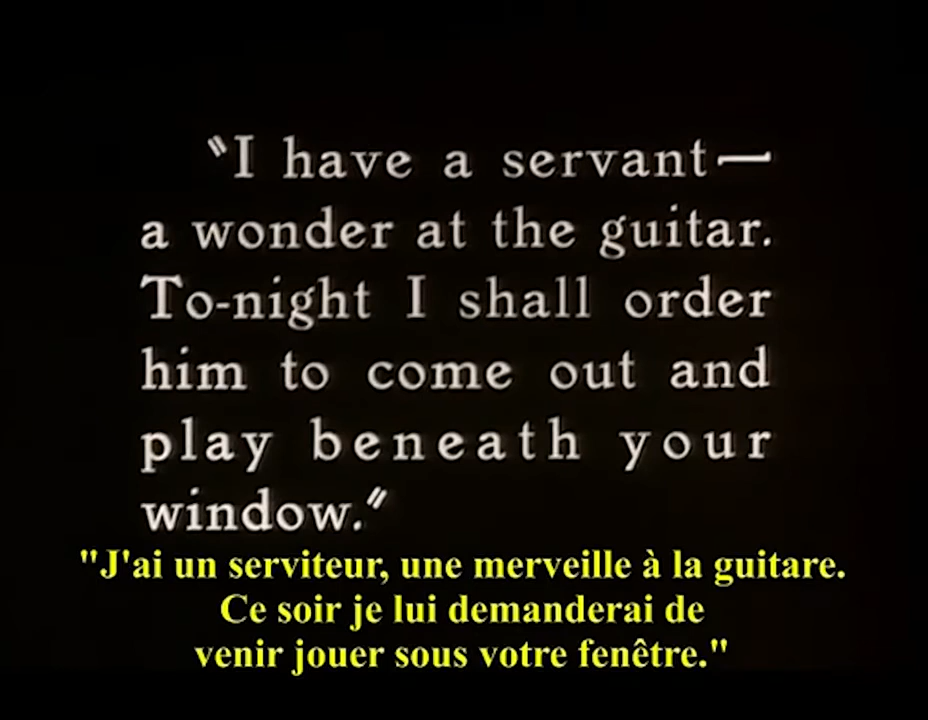 "I have a servant—
a wonder at the guitar.
To-night I shall order
him to come out and
play beneath your
window."
"J'ai un serviteur, une merveille à la guitare.
Ce soir je lui demanderai de
venir jouer sous votre fenêtre."